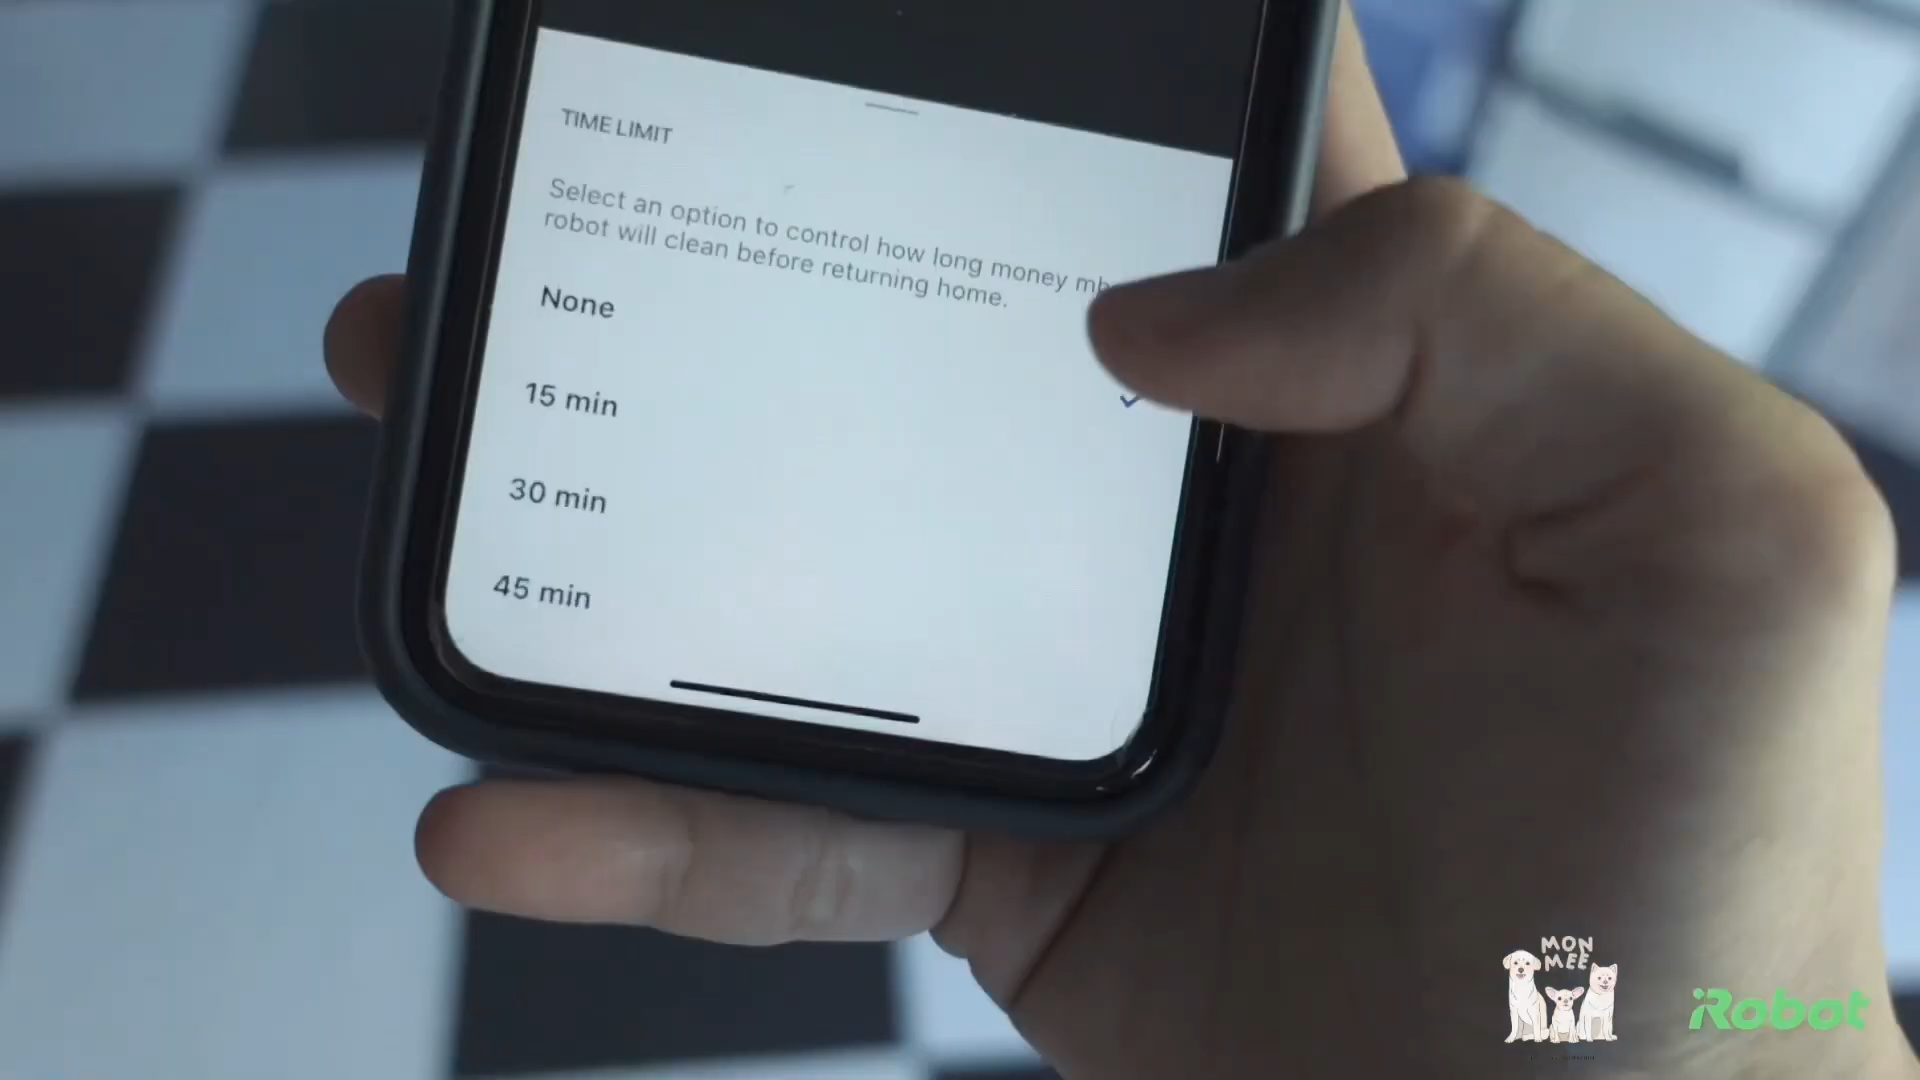 TIME LIMIT
Select an option to control how long money
robot will clean before returning home.
None
15 min
30 min
45 min
MON
MEE
iRobot